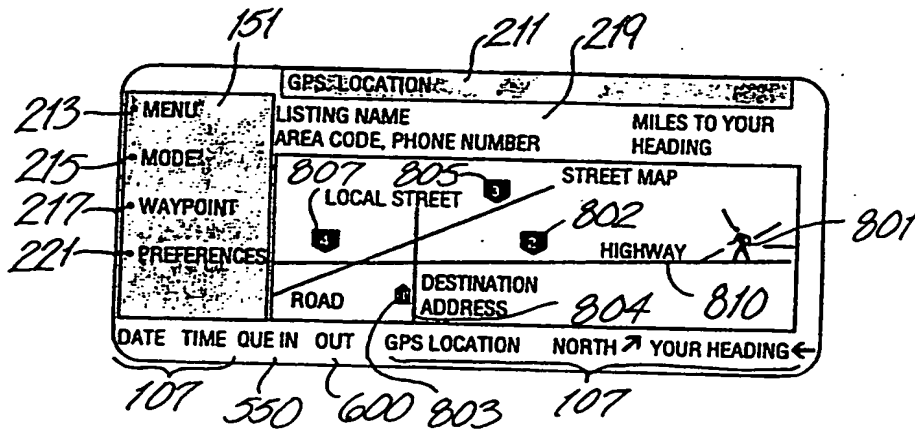 151
211
219
GPS LOCATION
213
MENU
LISTING NAME
AREA CODE, PHONE NUMBER
MILES TO YOUR
HEADING
215
MODE
807
805
3
STREET MAP
LOCAL STREET
802
217
WAYPOINT
4
2
801
221
PREFERENCES
HIGHWAY
ROAD
DESTINATION
ADDRESS
804
810
DATE TIME QUE IN OUT GPS LOCATION NORTH ↗ YOUR HEADING ←
107
550
600
803
107